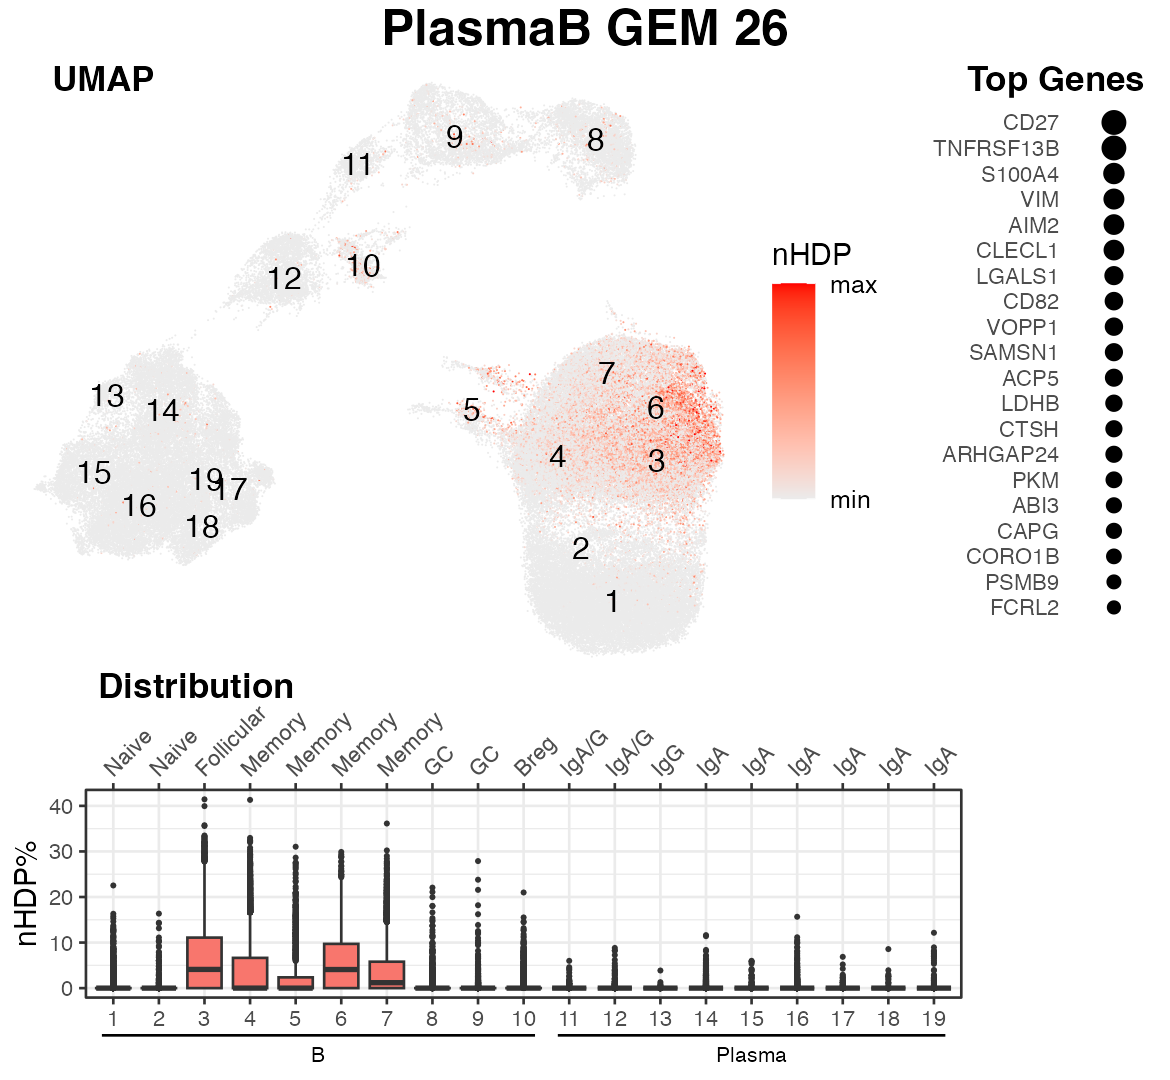 PlasmaB GEM 26
UMAP
Top Genes
9
8
11
12
10
13
14
15
19
17
16
18
7
6
5
4
3
2
1
nHDP
max
min
CD27
TNFRSF13B
S100A4
VIM
AIM2
CLECL1
LGALS1
CD82
VOPP1
SAMSN1
ACP5
LDHB
CTSH
ARHGAP24
PKM
ABI3
CAPG
CORO1B
PSMB9
FCRL2
Distribution
Naive Naive Follicular Memory Memory Memory Memory GC GC Breg IgA/G IgA/G IgG IgA IgA IgA IgA IgA IgA
nHDP%
40
30
20
10
0
1 2 3 4 5 6 7 8 9 10 11 12 13 14 15 16 17 18 19
B Plasma